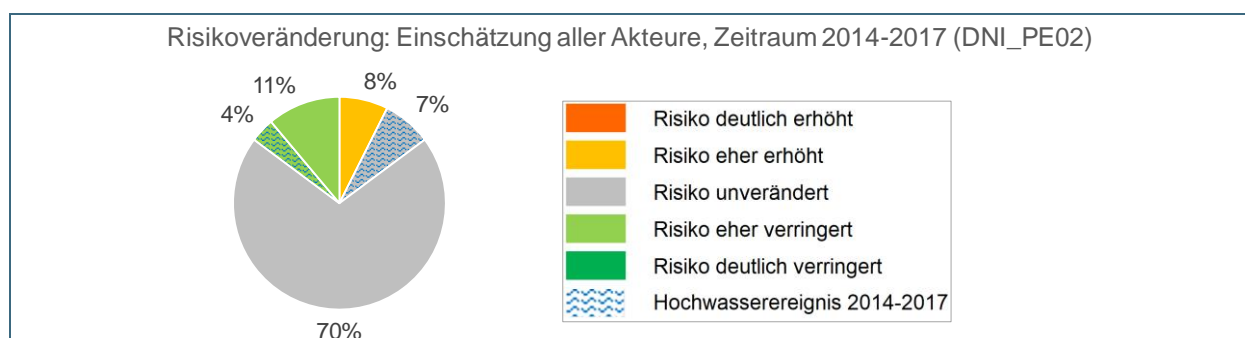 Risikoveränderung: Einschätzung aller Akteure, Zeitraum 2014-2017 (DNI_PE02)
11%
8%
4%
7%
70%
Risiko deutlich erhöht
Risiko eher erhöht
Risiko unverändert
Risiko eher verringert
Risiko deutlich verringert
Hochwasserereignis 2014-2017